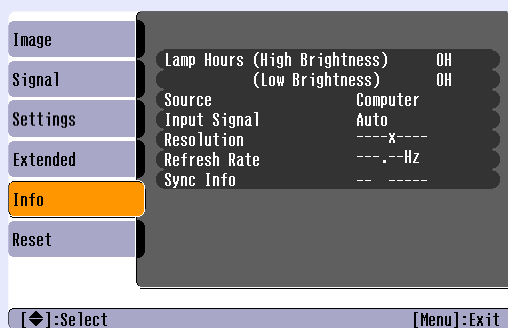 Image
Signal
Settings
Extended
Info
Reset
Lamp Hours (High Brightness) 0H
(Low Brightness) 0H
Source Computer
Input Signal Auto
Resolution ----x----
Refresh Rate ---.--Hz
Sync Info -- -----
[◆]:Select [Menu]:Exit